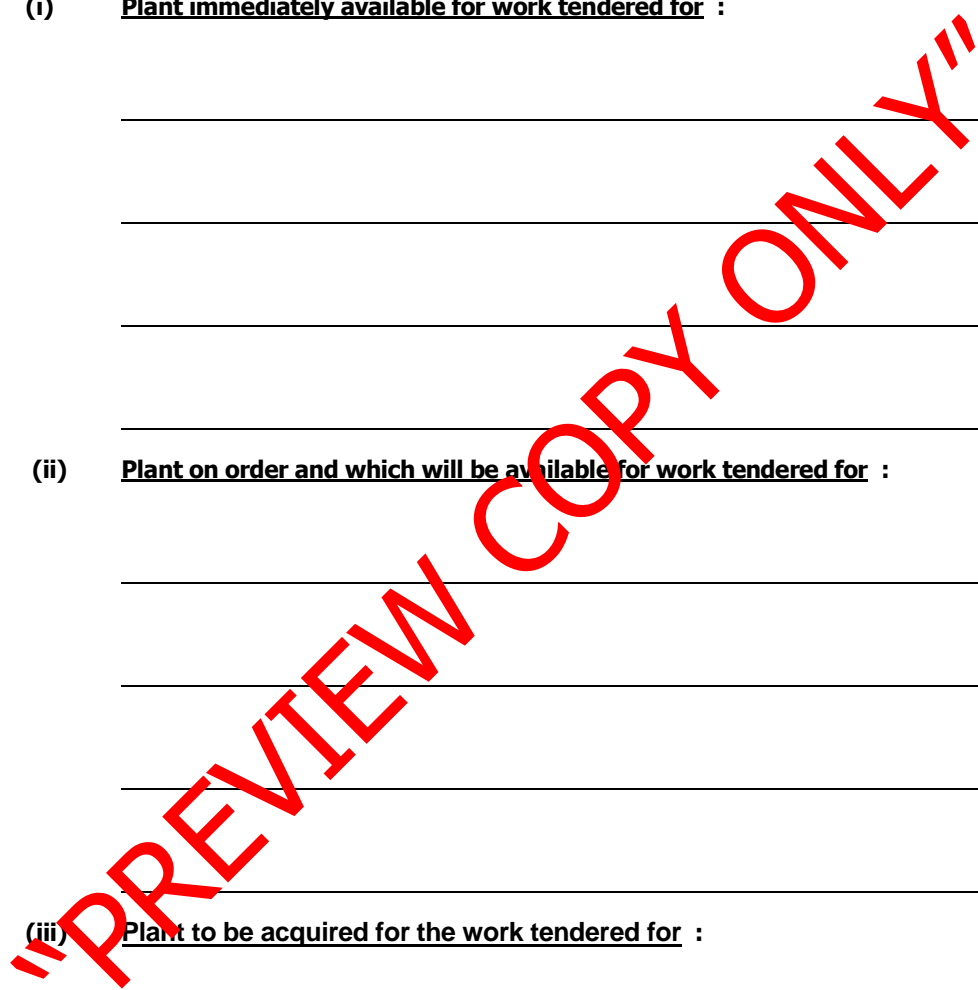 (i) Plant immediately available for work tendered for :
(ii) Plant on order and which will be available for work tendered for :
(iii) Plant to be acquired for the work tendered for :
“PREVIEW COPY ONLY”